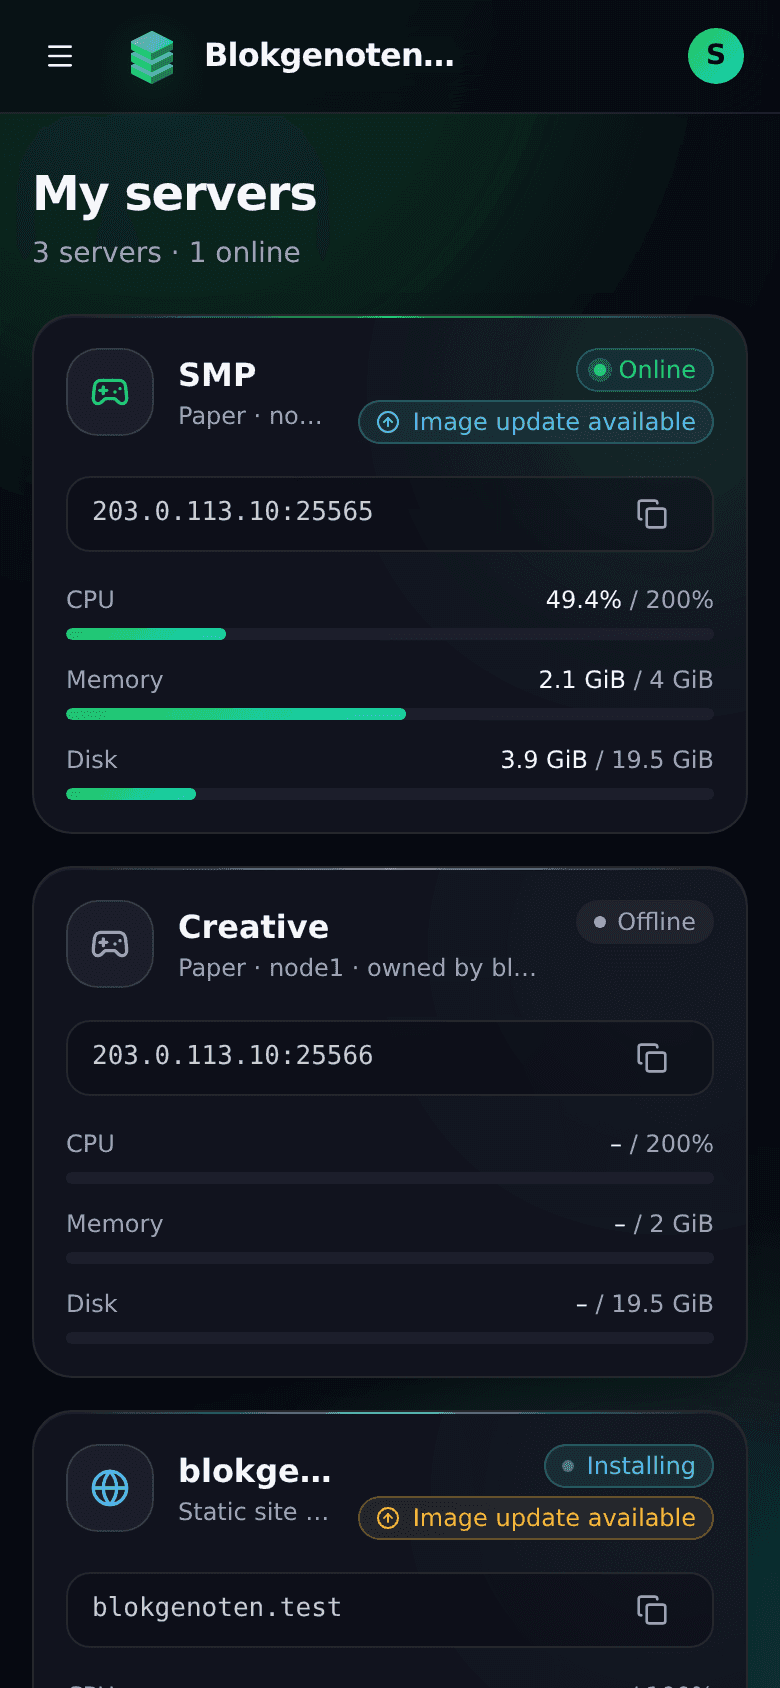 Blokgenoten...
S
My servers
3 servers · 1 online
SMP
Online
Paper · no...
Image update available
203.0.113.10:25565
CPU
49.4% / 200%
Memory
2.1 GiB / 4 GiB
Disk
3.9 GiB / 19.5 GiB
Creative
Offline
Paper · node1 · owned by bl...
203.0.113.10:25566
CPU
– / 200%
Memory
– / 2 GiB
Disk
– / 19.5 GiB
blokge...
Installing
Static site ...
Image update available
blokgenoten.test